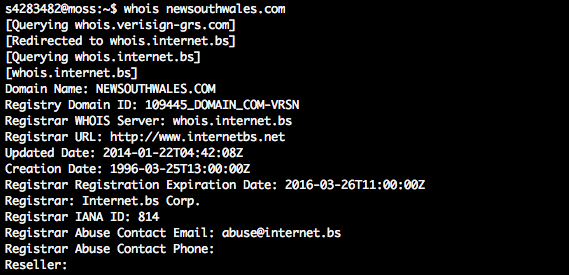 s4283482@moss:~$ whois newsouthwales.com
[Querying whois.verisign-grs.com]
[Redirected to whois.internet.bs]
[Querying whois.internet.bs]
[whois.internet.bs]
Domain Name: NEWSOUTHWALES.COM
Registry Domain ID: 109445_DOMAIN_COM-VRSN
Registrar WHOIS Server: whois.internet.bs
Registrar URL: http://www.internetbs.net
Updated Date: 2014-01-22T04:42:08Z
Creation Date: 1996-03-25T13:00:00Z
Registrar Registration Expiration Date: 2016-03-26T11:00:00Z
Registrar: Internet.bs Corp.
Registrar IANA ID: 814
Registrar Abuse Contact Email: abuse@internet.bs
Registrar Abuse Contact Phone:
Reseller: